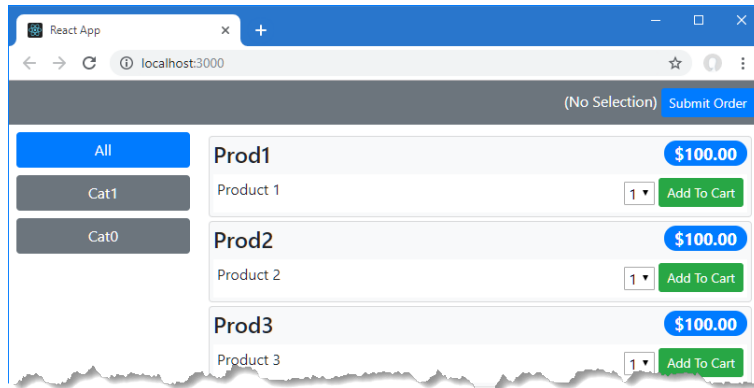 React App
localhost:3000
(No Selection) Submit Order
All
Cat1
Cat0
Prod1 $100.00
Product 1 1 Add To Cart
Prod2 $100.00
Product 2 1 Add To Cart
Prod3 $100.00
Product 3 1 Add To Cart